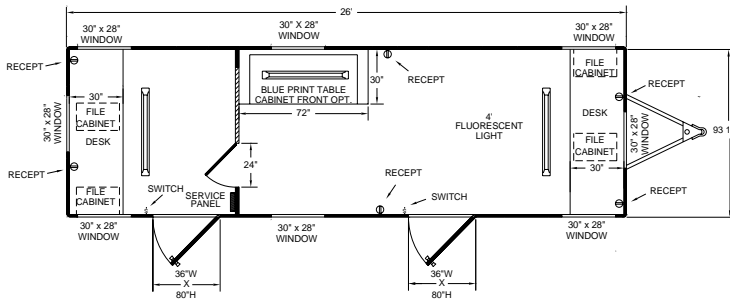 26'
30" x 28"
WINDOW
30" X 28"
WINDOW
30" x 28"
WINDOW
RECEPT
30"
FILE
CABINET
DESK
30" x 28"
WINDOW
RECEPT
FILE
CABINET
SWITCH
SERVICE
PANEL
24"
BLUE PRINT TABLE
CABINET FRONT OPT.
72"
30"
RECEPT
4'
FLUORESCENT
LIGHT
RECEPT
SWITCH
FILE
CABINET
RECEPT
DESK
FILE
CABINET
30"
30" x 28"
WINDOW
93 1
RECEPT
30" x 28"
WINDOW
30" x 28"
WINDOW
30" x 28"
WINDOW
36"W
X
80"H
36"W
X
80"H